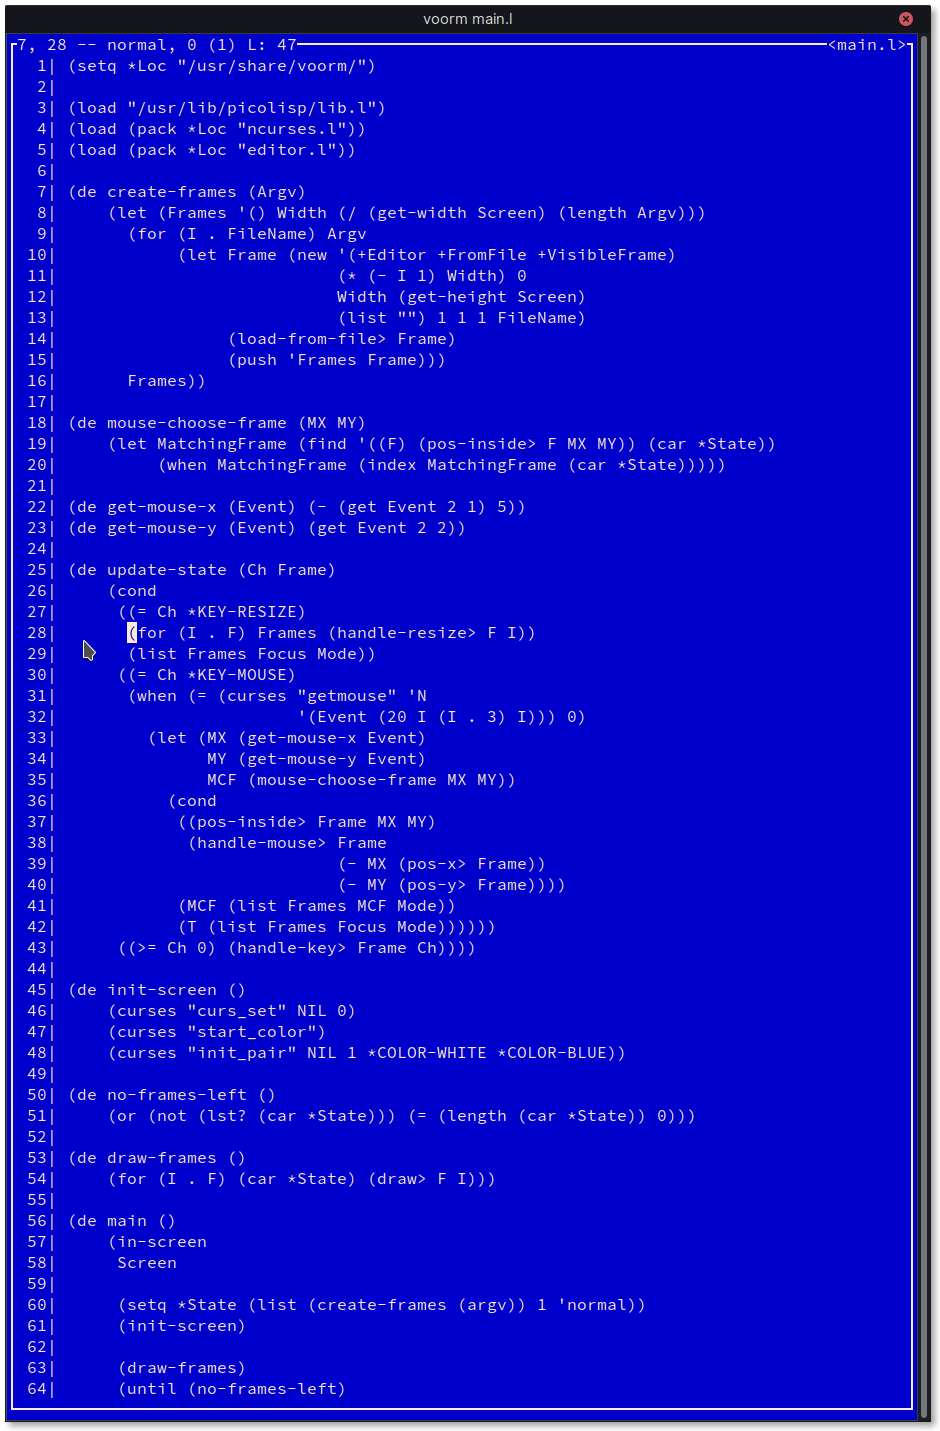 voorm main.l
7, 28 -- normal, 0 (1) L: 47 <main.l>
1| (setq *Loc "/usr/share/voorm/")
2|
3| (load "/usr/lib/picolisp/lib.l")
4| (load (pack *Loc "ncurses.l"))
5| (load (pack *Loc "editor.l"))
6|
7| (de create-frames (Argv)
8|     (let (Frames '() Width (/ (get-width Screen) (length Argv)))
9|       (for (I . FileName) Argv
10|            (let Frame (new '(+Editor +FromFile +VisibleFrame)
11|                            (* (- I 1) Width) 0
12|                            Width (get-height Screen)
13|                            (list "") 1 1 1 FileName)
14|                 (load-from-file> Frame)
15|                 (push 'Frames Frame)))
16|       Frames))
17|
18| (de mouse-choose-frame (MX MY)
19|     (let MatchingFrame (find '((F) (pos-inside> F MX MY)) (car *State))
20|          (when MatchingFrame (index MatchingFrame (car *State)))))
21|
22| (de get-mouse-x (Event) (- (get Event 2 1) 5))
23| (de get-mouse-y (Event) (get Event 2 2))
24|
25| (de update-state (Ch Frame)
26|     (cond
27|      ((= Ch *KEY-RESIZE)
28|       (for (I . F) Frames (handle-resize> F I))
29|       (list Frames Focus Mode))
30|      ((= Ch *KEY-MOUSE)
31|       (when (= (curses "getmouse" 'N
32|                        '(Event (20 I (I . 3) I))) 0)
33|         (let (MX (get-mouse-x Event)
34|               MY (get-mouse-y Event)
35|               MCF (mouse-choose-frame MX MY))
36|           (cond
37|            ((pos-inside> Frame MX MY)
38|             (handle-mouse> Frame
39|                            (- MX (pos-x> Frame))
40|                            (- MY (pos-y> Frame))))
41|            (MCF (list Frames MCF Mode))
42|            (T (list Frames Focus Mode))))))
43|      ((>= Ch 0) (handle-key> Frame Ch))))
44|
45| (de init-screen ()
46|     (curses "curs_set" NIL 0)
47|     (curses "start_color")
48|     (curses "init_pair" NIL 1 *COLOR-WHITE *COLOR-BLUE))
49|
50| (de no-frames-left ()
51|     (or (not (lst? (car *State))) (= (length (car *State)) 0)))
52|
53| (de draw-frames ()
54|     (for (I . F) (car *State) (draw> F I)))
55|
56| (de main ()
57|     (in-screen
58|      Screen
59|
60|      (setq *State (list (create-frames (argv)) 1 'normal))
61|      (init-screen)
62|
63|      (draw-frames)
64|      (until (no-frames-left)